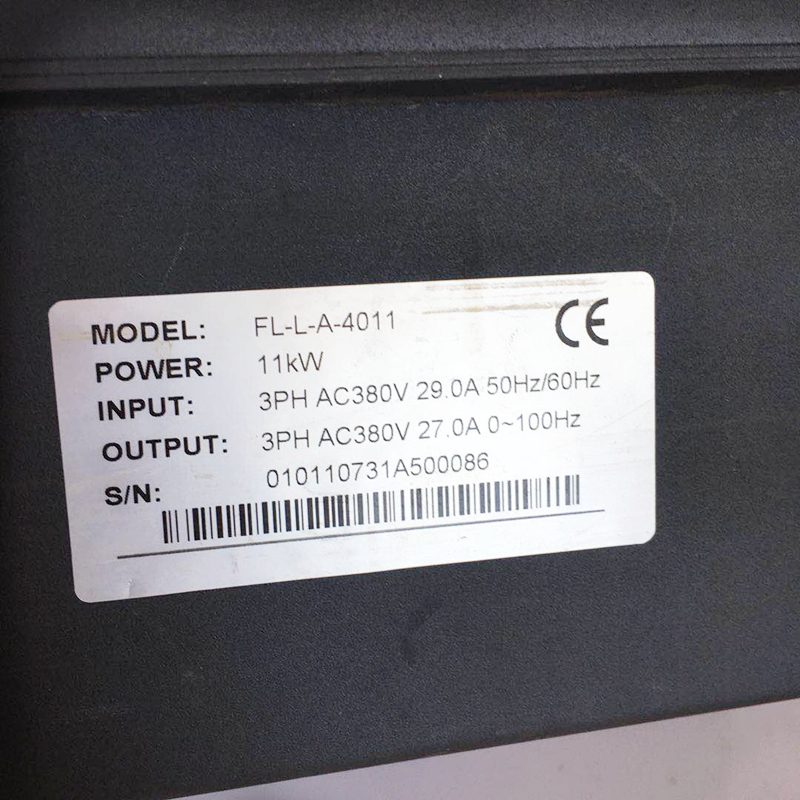 MODEL: FL-L-A-4011 CE
POWER: 11kW
INPUT: 3PH AC380V 29.0A 50Hz/60Hz
OUTPUT: 3PH AC380V 27.0A 0~100Hz
S/N: 010110731A500086